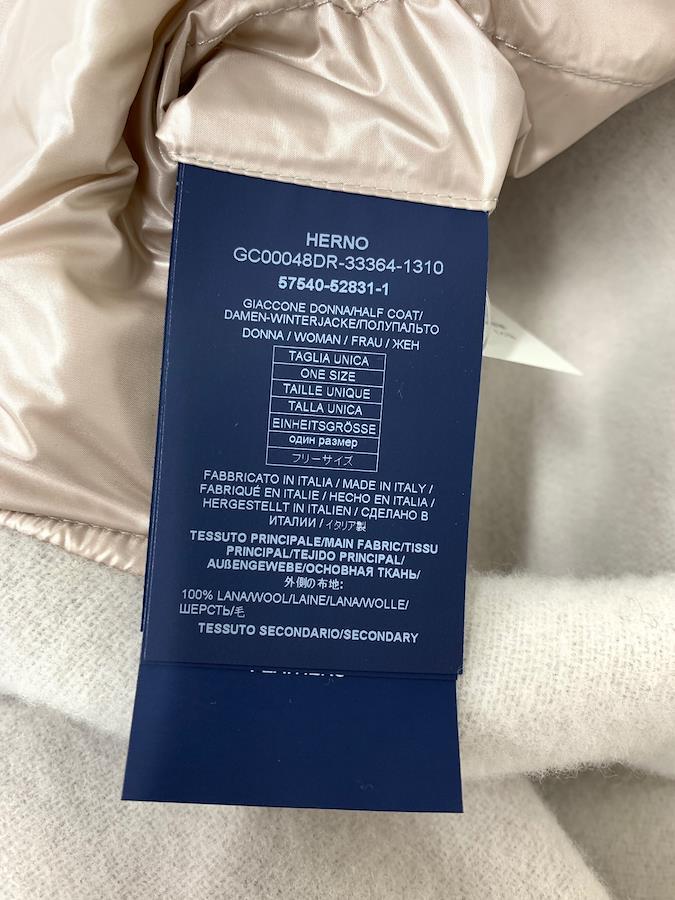 HERNO
GC00048DR-33364-1310
57540-52831-1
GIACCONE DONNA/HALF COAT/
DAMEN-WINTERJACKE/ПОЛУПАЛЬТО
DONNA / WOMAN / FRAU / ЖЕН
TAGLIA UNICA
ONE SIZE
TAILLE UNIQUE
TALLA UNICA
EINHEITSGRÖSSE
один размер
フリーサイズ
FABBRICATO IN ITALIA / MADE IN ITALY /
FABRIQUÉ EN ITALIE / HECHO EN ITALIA /
HERGESTELLT IN ITALIEN / СДЕЛАНО В
ИТАЛИИ / イタリア製
TESSUTO PRINCIPALE/MAIN FABRIC/TISSU
PRINCIPAL/TEJIDO PRINCIPAL/
AUßENGEWEBE/ОСНОВНАЯ ТКАНЬ/
外側の布地:
100% LANA/WOOL/LAINE/LANA/WOLLE/
ШЕРСТЬ/毛
TESSUTO SECONDARIO/SECONDARY